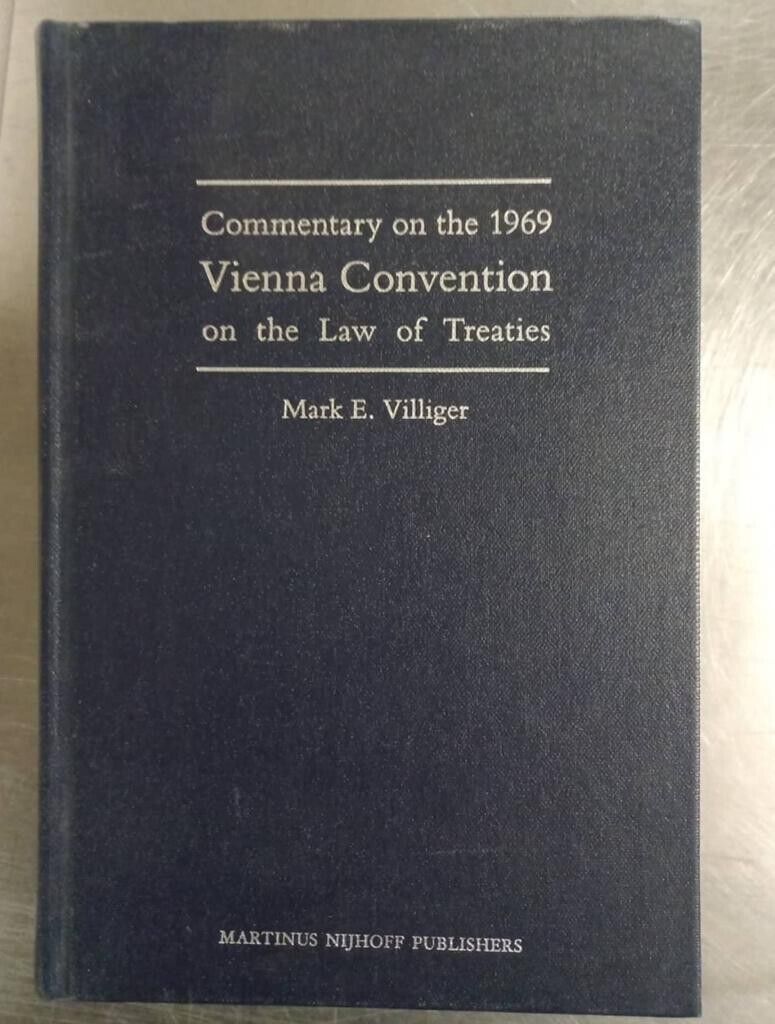 Commentary on the 1969
Vienna Convention
on the Law of Treaties
Mark E. Villiger
MARTINUS NIJHOFF PUBLISHERS